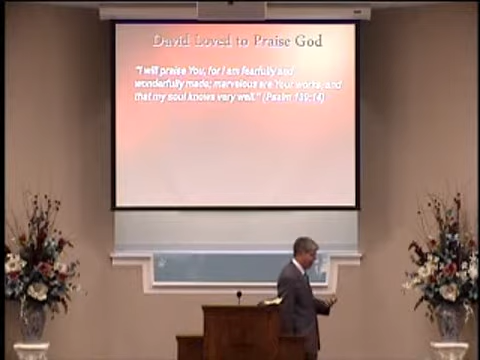 David Loved to Praise God
"I will praise You, for I am fearfully and
wonderfully made; marvelous are Your works, and
that my soul knows very well." (Psalm 139:14)